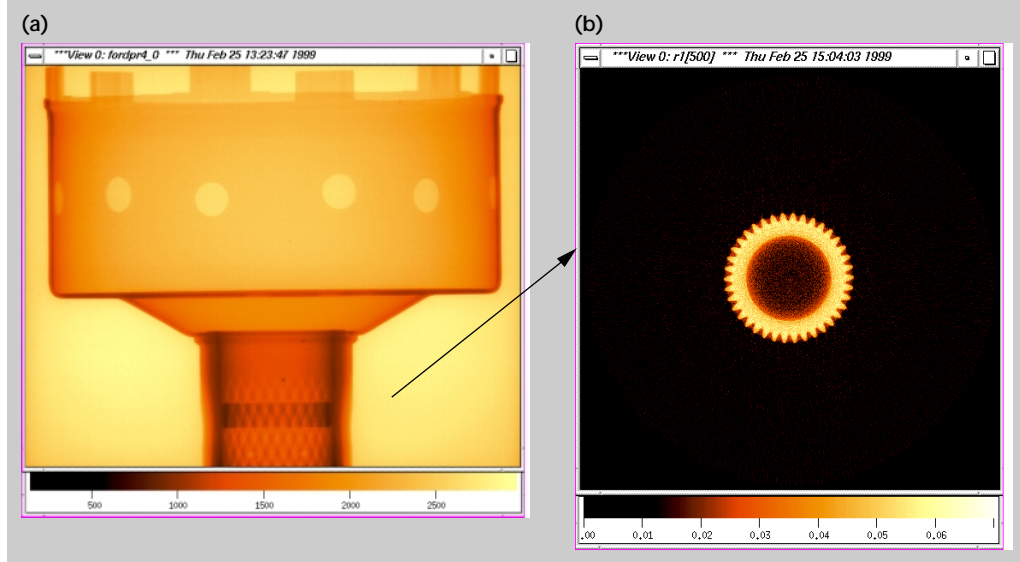 (a)
***View 0: fordpr4_0 *** Thu Feb 25 13:23:47 1999
500 1000 1500 2000 2500
(b)
***View 0: r1[500] *** Thu Feb 25 15:04:03 1999
.00 0.01 0.02 0.03 0.04 0.05 0.06